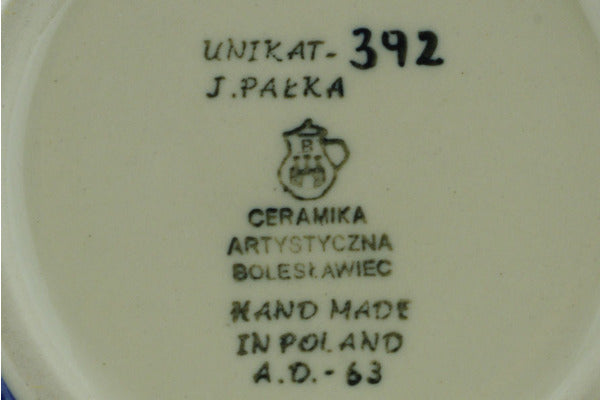 UNIKAT- 392
J. PAŁKA
B
CERAMIKA
ARTYSTYCZNA
BOLESŁAWIEC
HAND MADE
IN POLAND
A.D.- 63